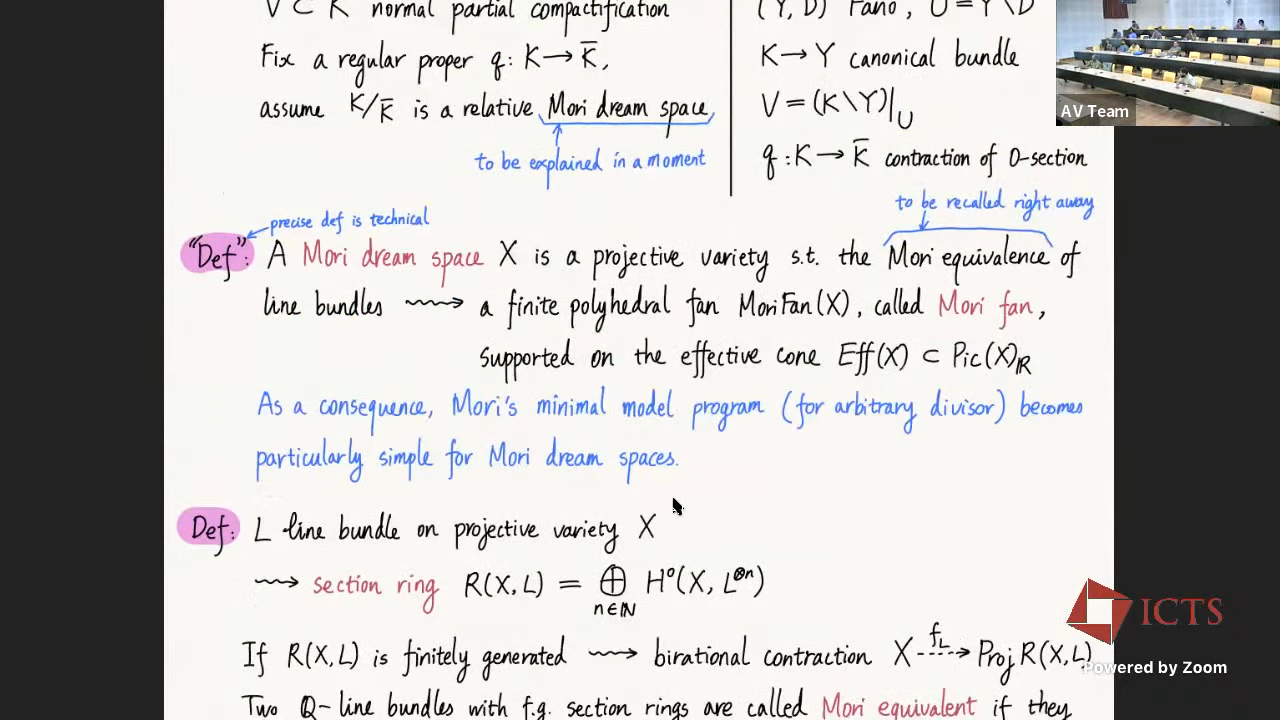 V ⊂ K normal partial compactification
Fix a regular proper q: K → K̄,
assume K/K̄ is a relative Mori dream space
to be explained in a moment
(Y, D) Fano, U = Y \ D
K → Y canonical bundle
V = (K \ Y)|_U
q: K → K̄ contraction of 0-section
AV Team
to be recalled right away
precise def is technical
"Def": A Mori dream space X is a projective variety s.t. the Mori equivalence of
line bundles ⟿ a finite polyhedral fan MoriFan(X), called Mori fan,
supported on the effective cone Eff(X) ⊂ Pic(X)_ℝ
As a consequence, Mori's minimal model program (for arbitrary divisor) becomes
particularly simple for Mori dream spaces.
Def: L line bundle on projective variety X
⟿ section ring R(X,L) = ⊕_{n∈ℕ} H⁰(X, L^{⊗n})
If R(X,L) is finitely generated ⟿ birational contraction X --f_L--> Proj R(X,L)
Two Q-line bundles with f.g. section rings are called Mori equivalent if they
ICTS
Powered by Zoom